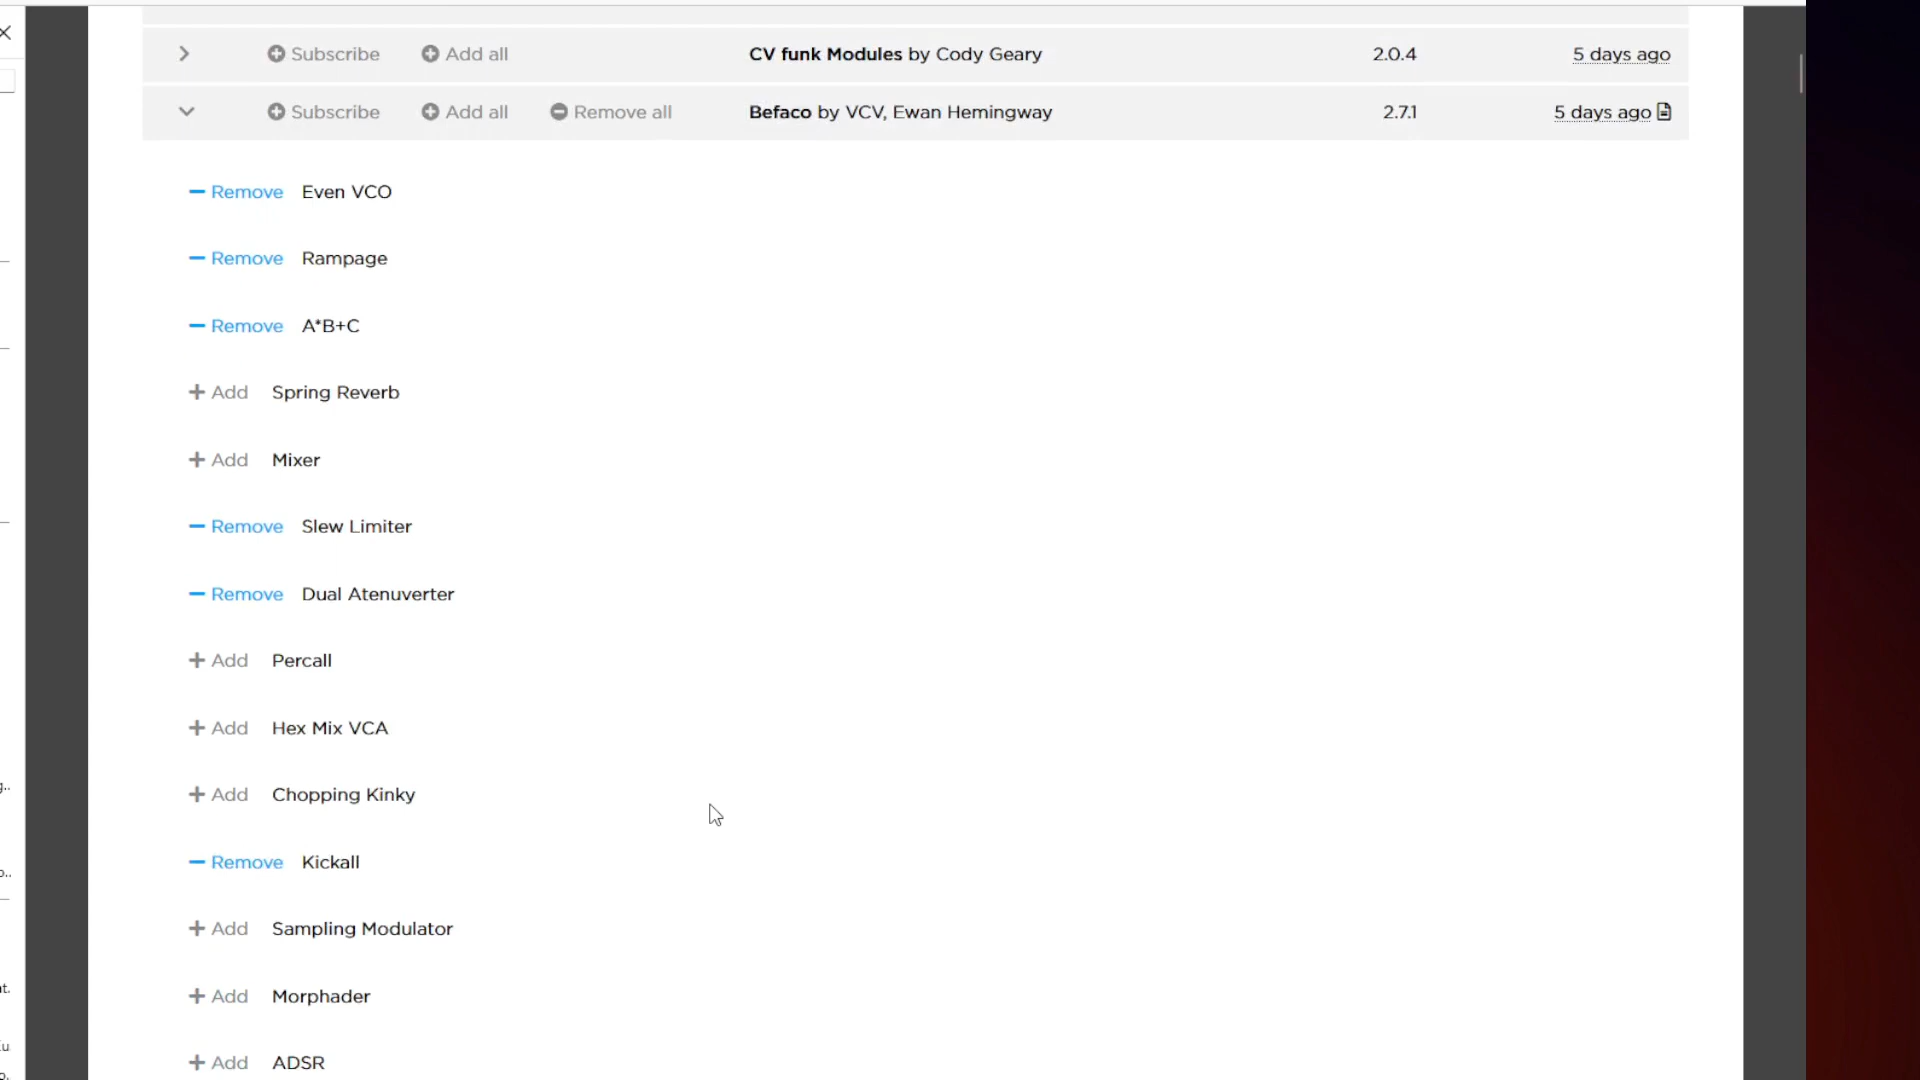 Subscribe Add all CV funk Modules by Cody Geary 2.0.4 5 days ago
Subscribe Add all Remove all Befaco by VCV, Ewan Hemingway 2.7.1 5 days ago
Remove Even VCO
Remove Rampage
Remove A*B+C
Add Spring Reverb
Add Mixer
Remove Slew Limiter
Remove Dual Atenuverter
Add Percall
Add Hex Mix VCA
Add Chopping Kinky
Remove Kickall
Add Sampling Modulator
Add Morphader
Add ADSR